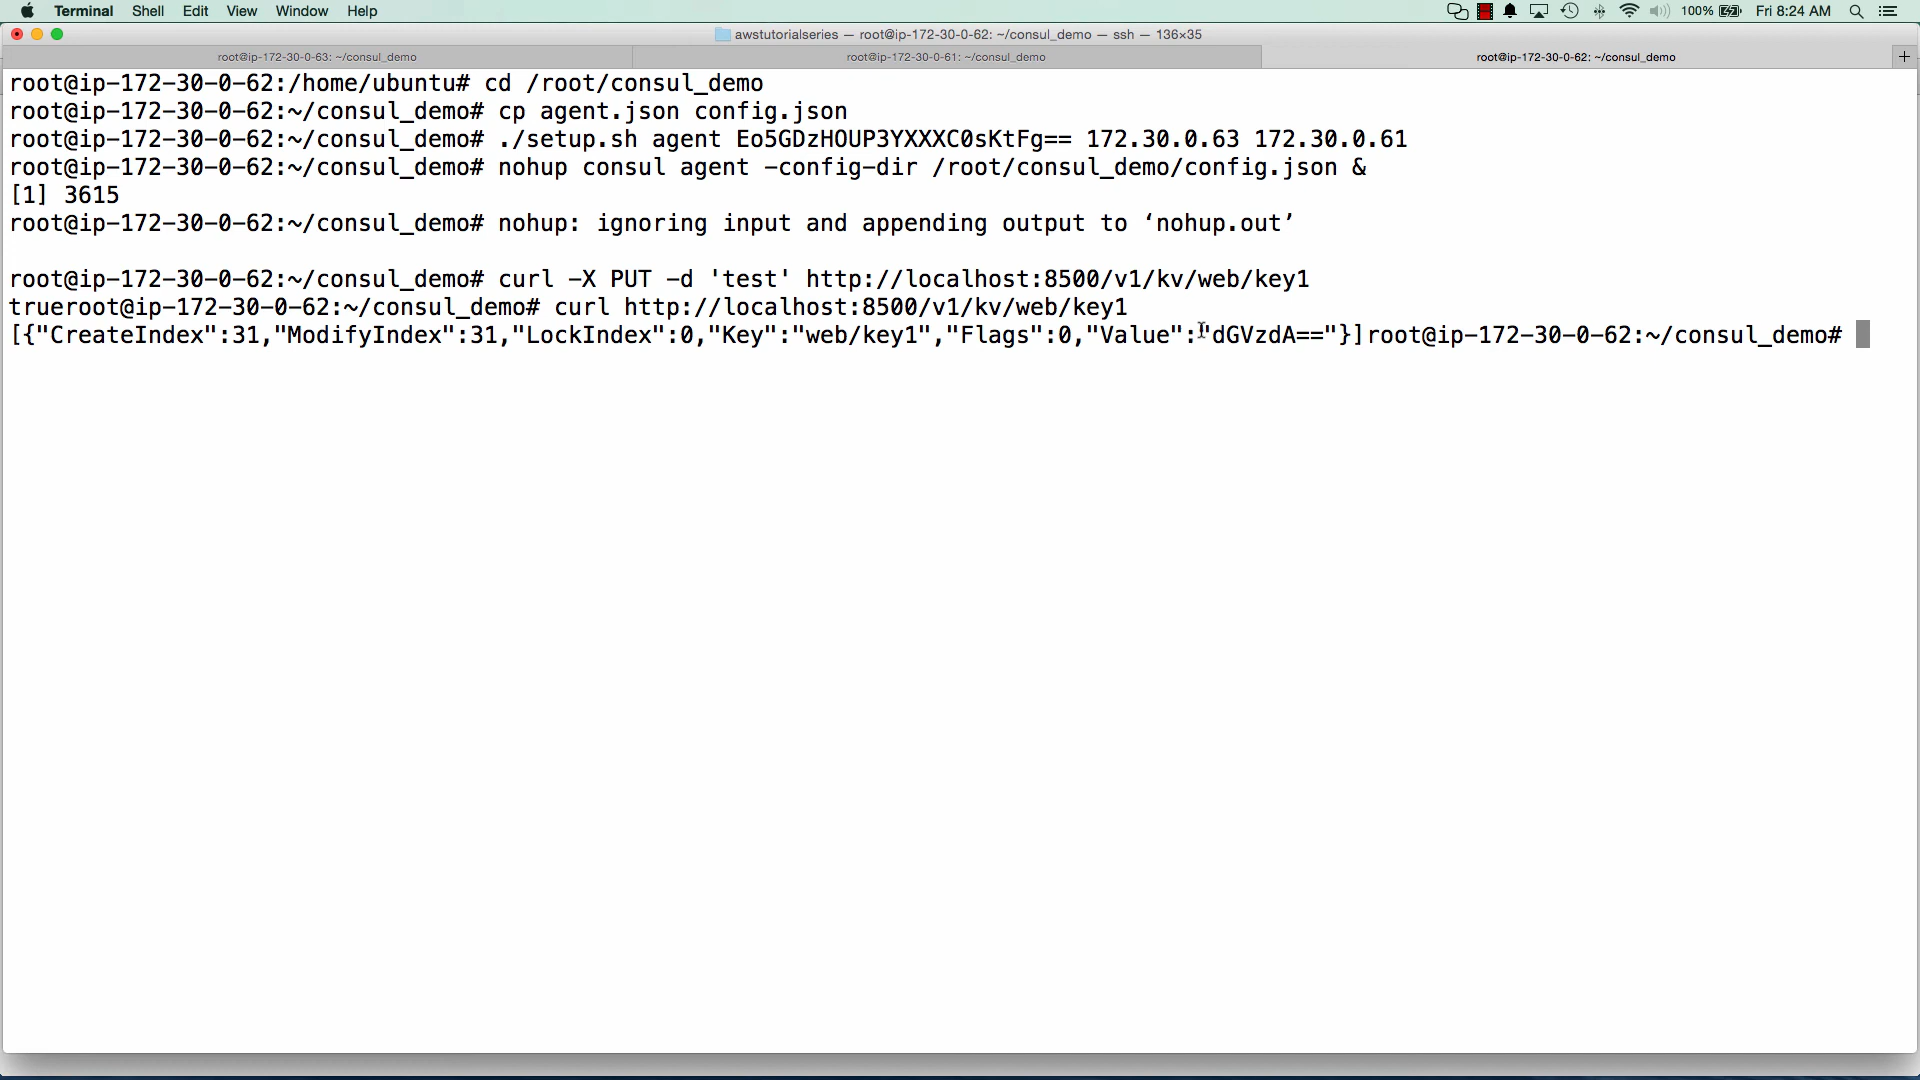 Terminal Shell Edit View Window Help 100% Fri 8:24 AM
awstutorialseries — root@ip-172-30-0-62: ~/consul_demo — ssh — 136×35
root@ip-172-30-0-63: ~/consul_demo root@ip-172-30-0-61: ~/consul_demo root@ip-172-30-0-62: ~/consul_demo +
root@ip-172-30-0-62:/home/ubuntu# cd /root/consul_demo
root@ip-172-30-0-62:~/consul_demo# cp agent.json config.json
root@ip-172-30-0-62:~/consul_demo# ./setup.sh agent Eo5GDzHOUP3YXXXC0sKtFg== 172.30.0.63 172.30.0.61
root@ip-172-30-0-62:~/consul_demo# nohup consul agent -config-dir /root/consul_demo/config.json &
[1] 3615
root@ip-172-30-0-62:~/consul_demo# nohup: ignoring input and appending output to ‘nohup.out’
root@ip-172-30-0-62:~/consul_demo# curl -X PUT -d 'test' http://localhost:8500/v1/kv/web/key1
trueroot@ip-172-30-0-62:~/consul_demo# curl http://localhost:8500/v1/kv/web/key1
[{"CreateIndex":31,"ModifyIndex":31,"LockIndex":0,"Key":"web/key1","Flags":0,"Value":"dGVzdA=="}]root@ip-172-30-0-62:~/consul_demo#